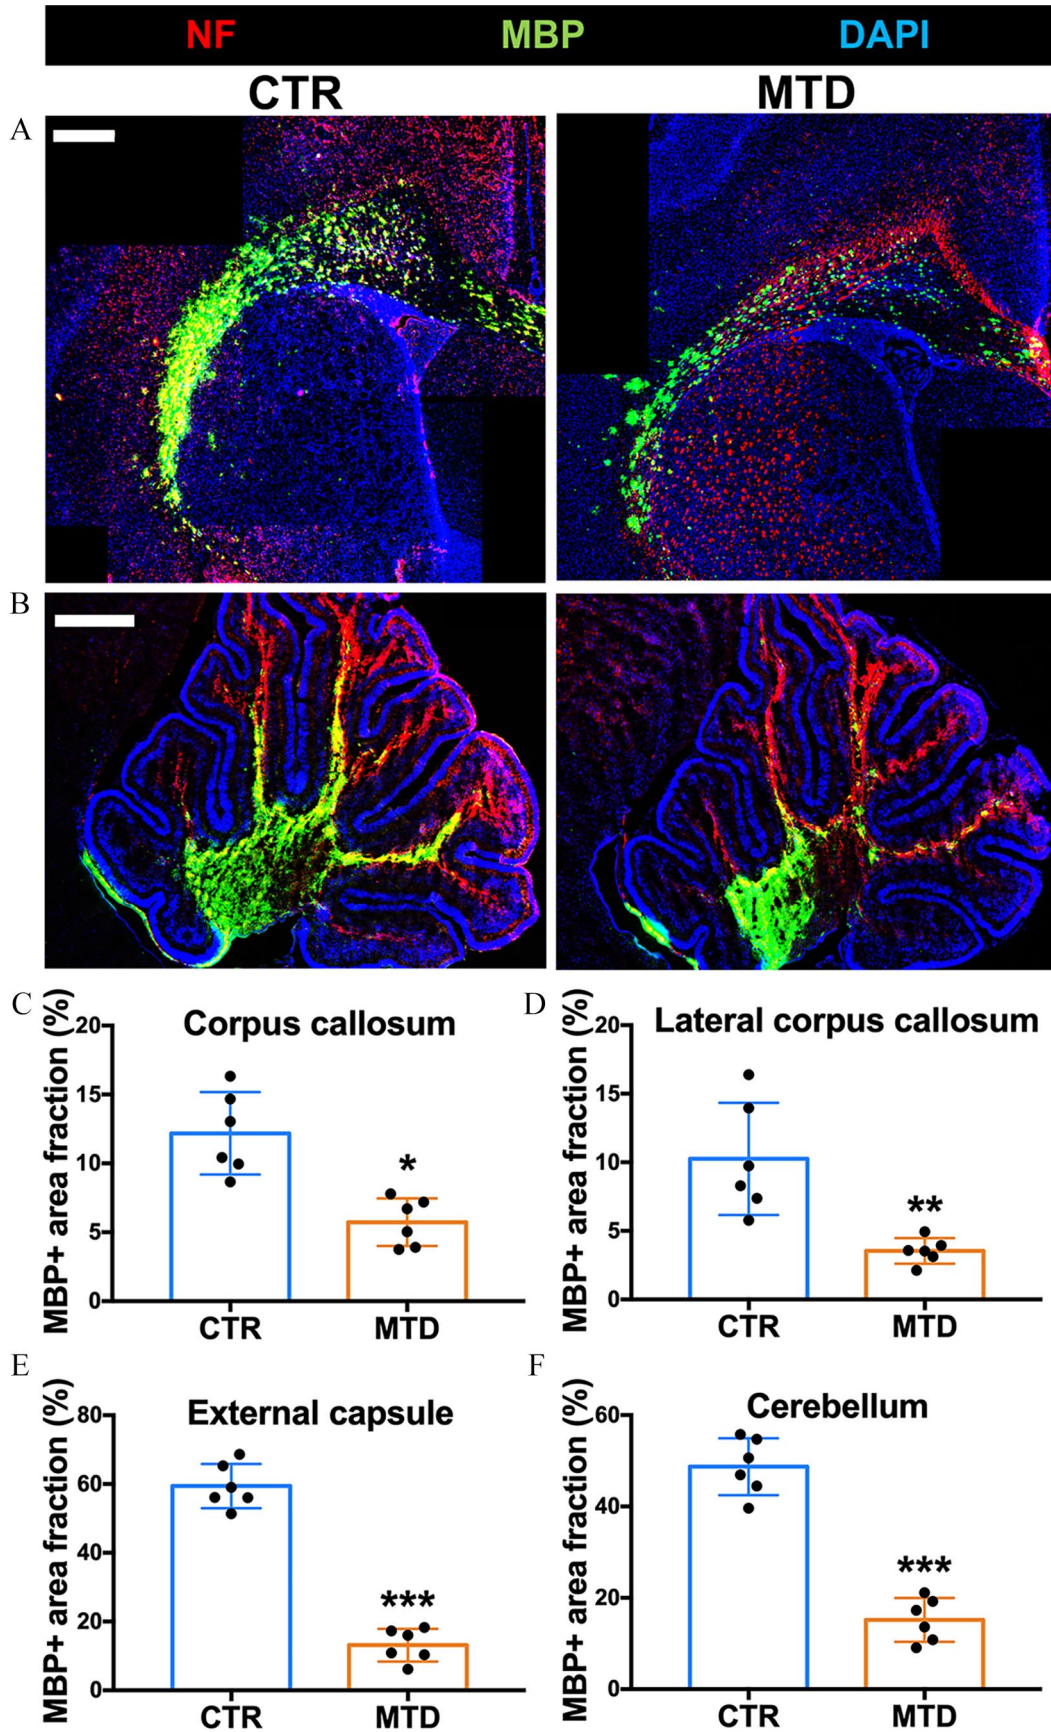 NF MBP DAPI
CTR MTD
A
B
C
Corpus callosum
MBP+ area fraction (%)
20
15
10
5
0
*
CTR MTD
D
Lateral corpus callosum
MBP+ area fraction (%)
20
15
10
5
0
**
CTR MTD
E
External capsule
MBP+ area fraction (%)
80
60
40
20
0
***
CTR MTD
F
Cerebellum
MBP+ area fraction (%)
60
40
20
0
***
CTR MTD